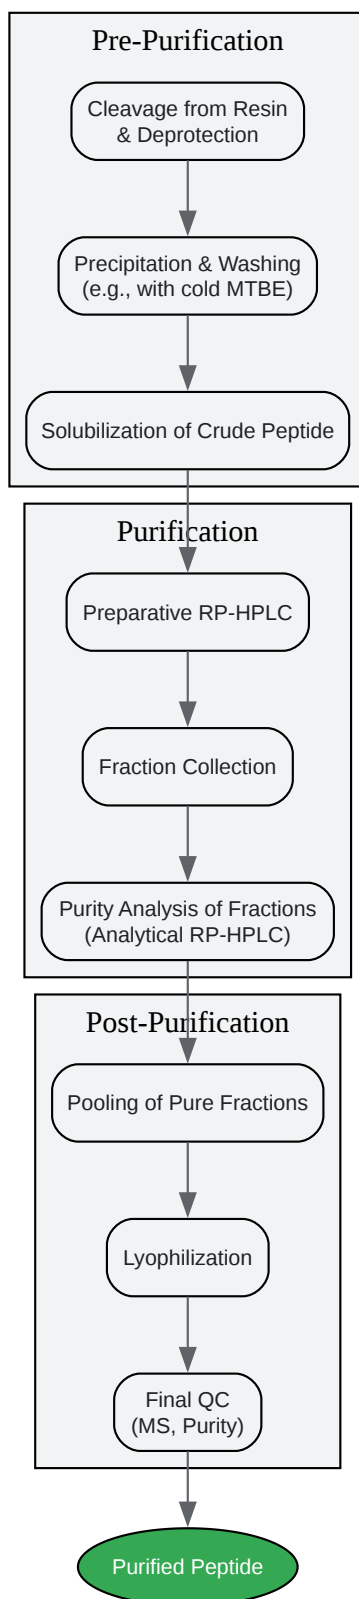 Pre-Purification
Cleavage from Resin
& Deprotection
Precipitation & Washing
(e.g., with cold MTBE)
Solubilization of Crude Peptide
Purification
Preparative RP-HPLC
Fraction Collection
Purity Analysis of Fractions
(Analytical RP-HPLC)
Post-Purification
Pooling of Pure Fractions
Lyophilization
Final QC
(MS, Purity)
Purified Peptide